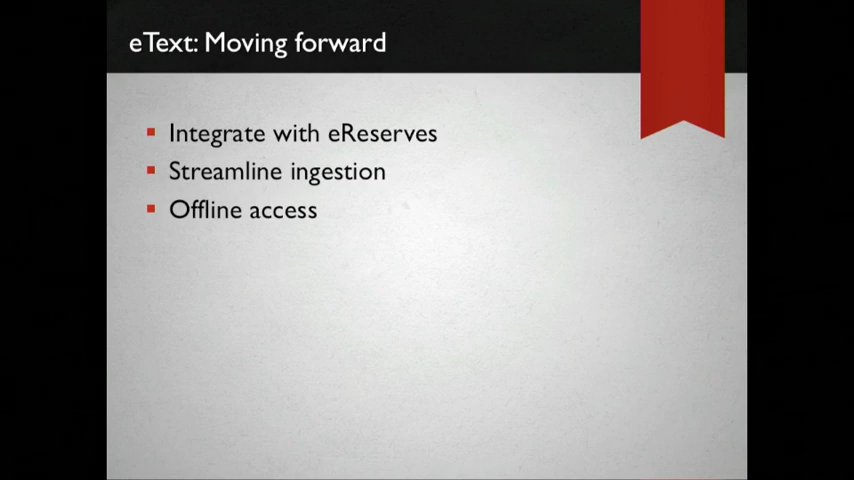 eText: Moving forward
Integrate with eReserves
Streamline ingestion
Offline access